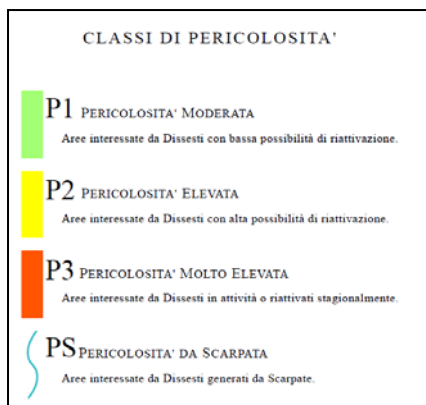 CLASSI DI PERICOLOSITA'
P1 PERICOLOSITA' MODERATA
Aree interessate da Dissesti con bassa possibilità di riattivazione.
P2 PERICOLOSITA' ELEVATA
Aree interessate da Dissesti con alta possibilità di riattivazione.
P3 PERICOLOSITA' MOLTO ELEVATA
Aree interessate da Dissesti in attività o riattivati stagionalmente.
PS PERICOLOSITA' DA SCARPATA
Aree interessate da Dissesti generati da Scarpate.